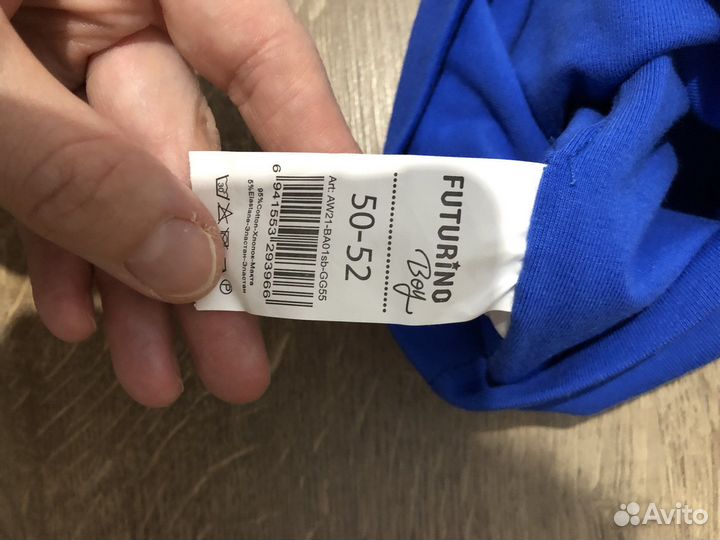 FUTURINO
Boy
50-52
Art: AW21-BA01sb-GG55
6 941553 293966
95%Cotton-Хлопок-Мақта
5%Elastane-Эластан-Эластан
30
P
Avito